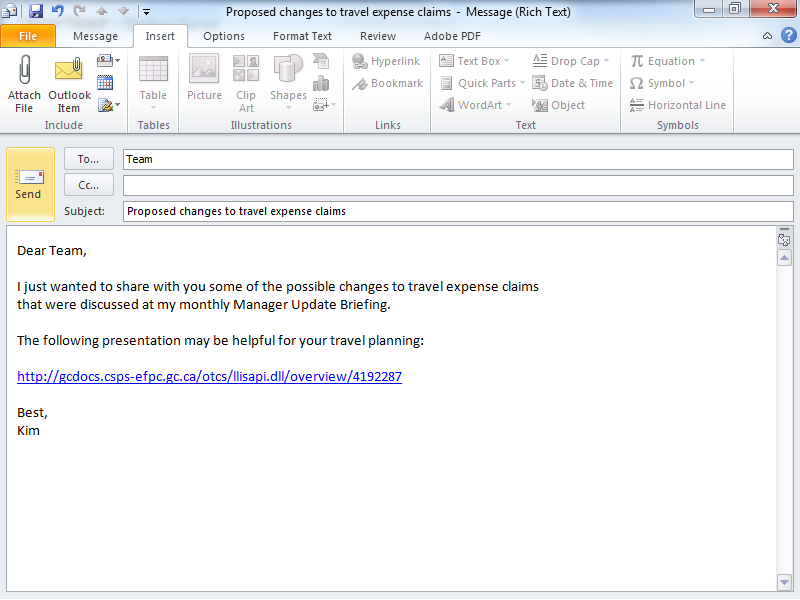 Proposed changes to travel expense claims - Message (Rich Text)
File Message Insert Options Format Text Review Adobe PDF
Attach File
Outlook Item
Include
Table
Tables
Picture
Clip Art
Shapes
Illustrations
Hyperlink
Bookmark
Links
Text Box
Quick Parts
WordArt
Drop Cap
Date & Time
Object
Text
Equation
Symbol
Horizontal Line
Symbols
Send
To... Team
Cc...
Subject: Proposed changes to travel expense claims
Dear Team,
I just wanted to share with you some of the possible changes to travel expense claims
that were discussed at my monthly Manager Update Briefing.
The following presentation may be helpful for your travel planning:
http://gcdocs.csps-efpc.gc.ca/otcs/llisapi.dll/overview/4192287
Best,
Kim